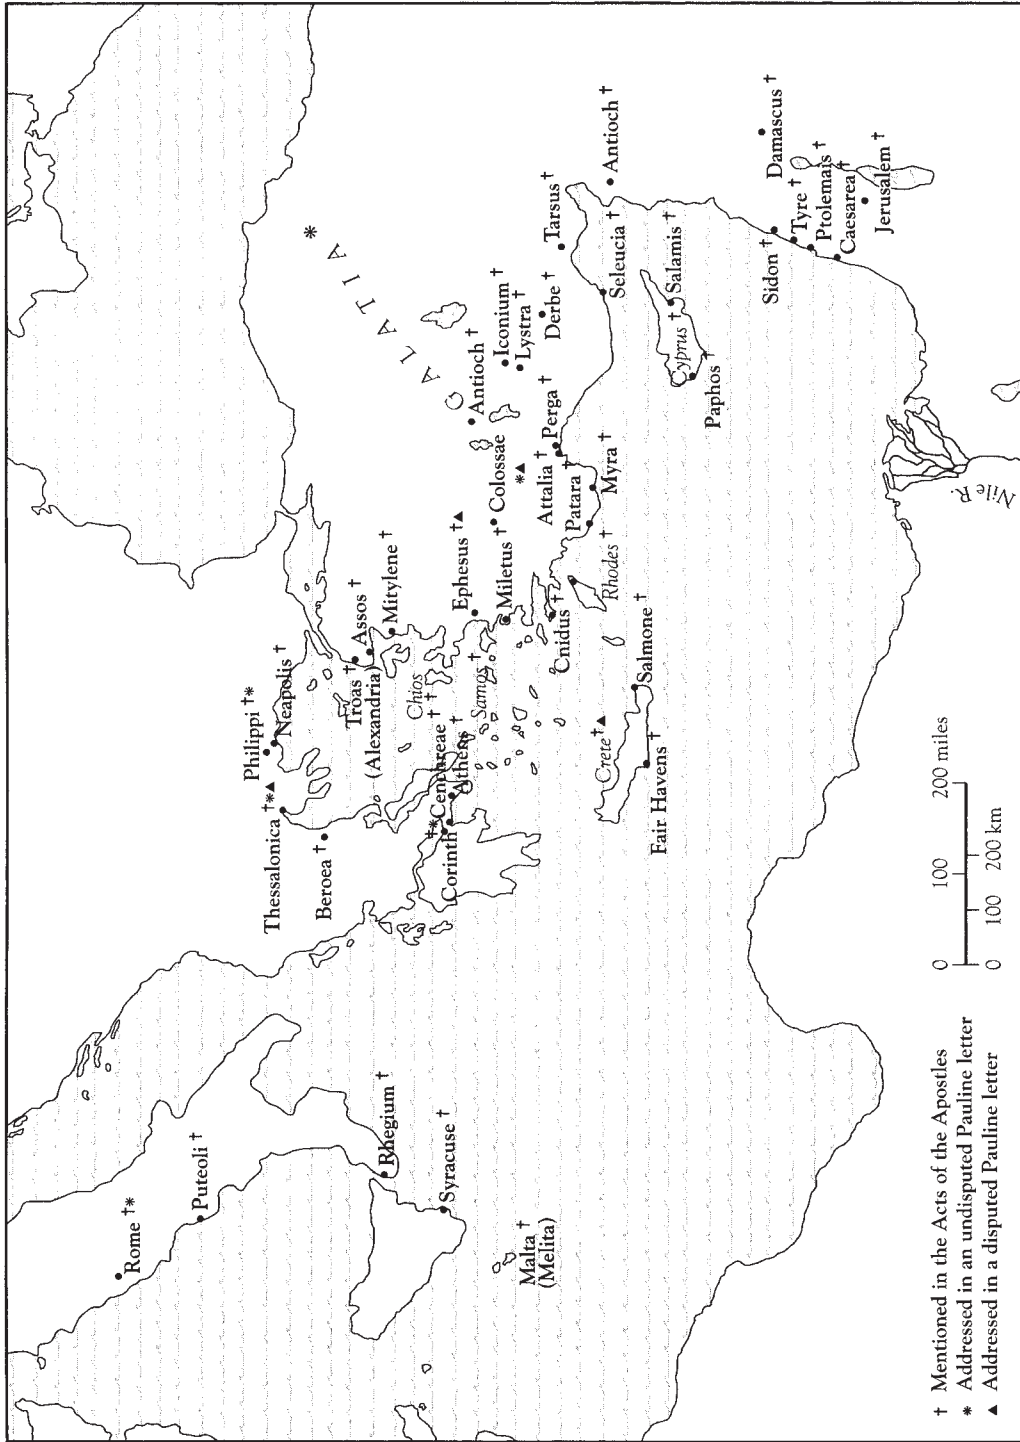 Rome †*
Puteoli †
Rhegium †
Syracuse †
Malta †
(Melita)
Thessalonica †*▲
Beroea †
Philippi †*
Neapolis †
Troas †
(Alexandria)
Assos †
Mitylene †
Chios
†
Cenchreae †
Athens †
†*
Corinth
Samos †
Ephesus †▲
Miletus †
Colossae
*▲
Cnidus †
Rhodes †
Crete †▲
Salmone †
Fair Havens †
GALATIA
*
Antioch †
Iconium †
Lystra †
Derbe †
Perga †
Attalia †
Patara †
Myra †
Tarsus †
Antioch †
Seleucia †
Cyprus †
Salamis †
Paphos †
Sidon †
Damascus †
Tyre †
Ptolemais †
Caesarea †
Jerusalem †
Nile R.
0 100 200 miles
0 100 200 km
† Mentioned in the Acts of the Apostles
* Addressed in an undisputed Pauline letter
▲ Addressed in a disputed Pauline letter